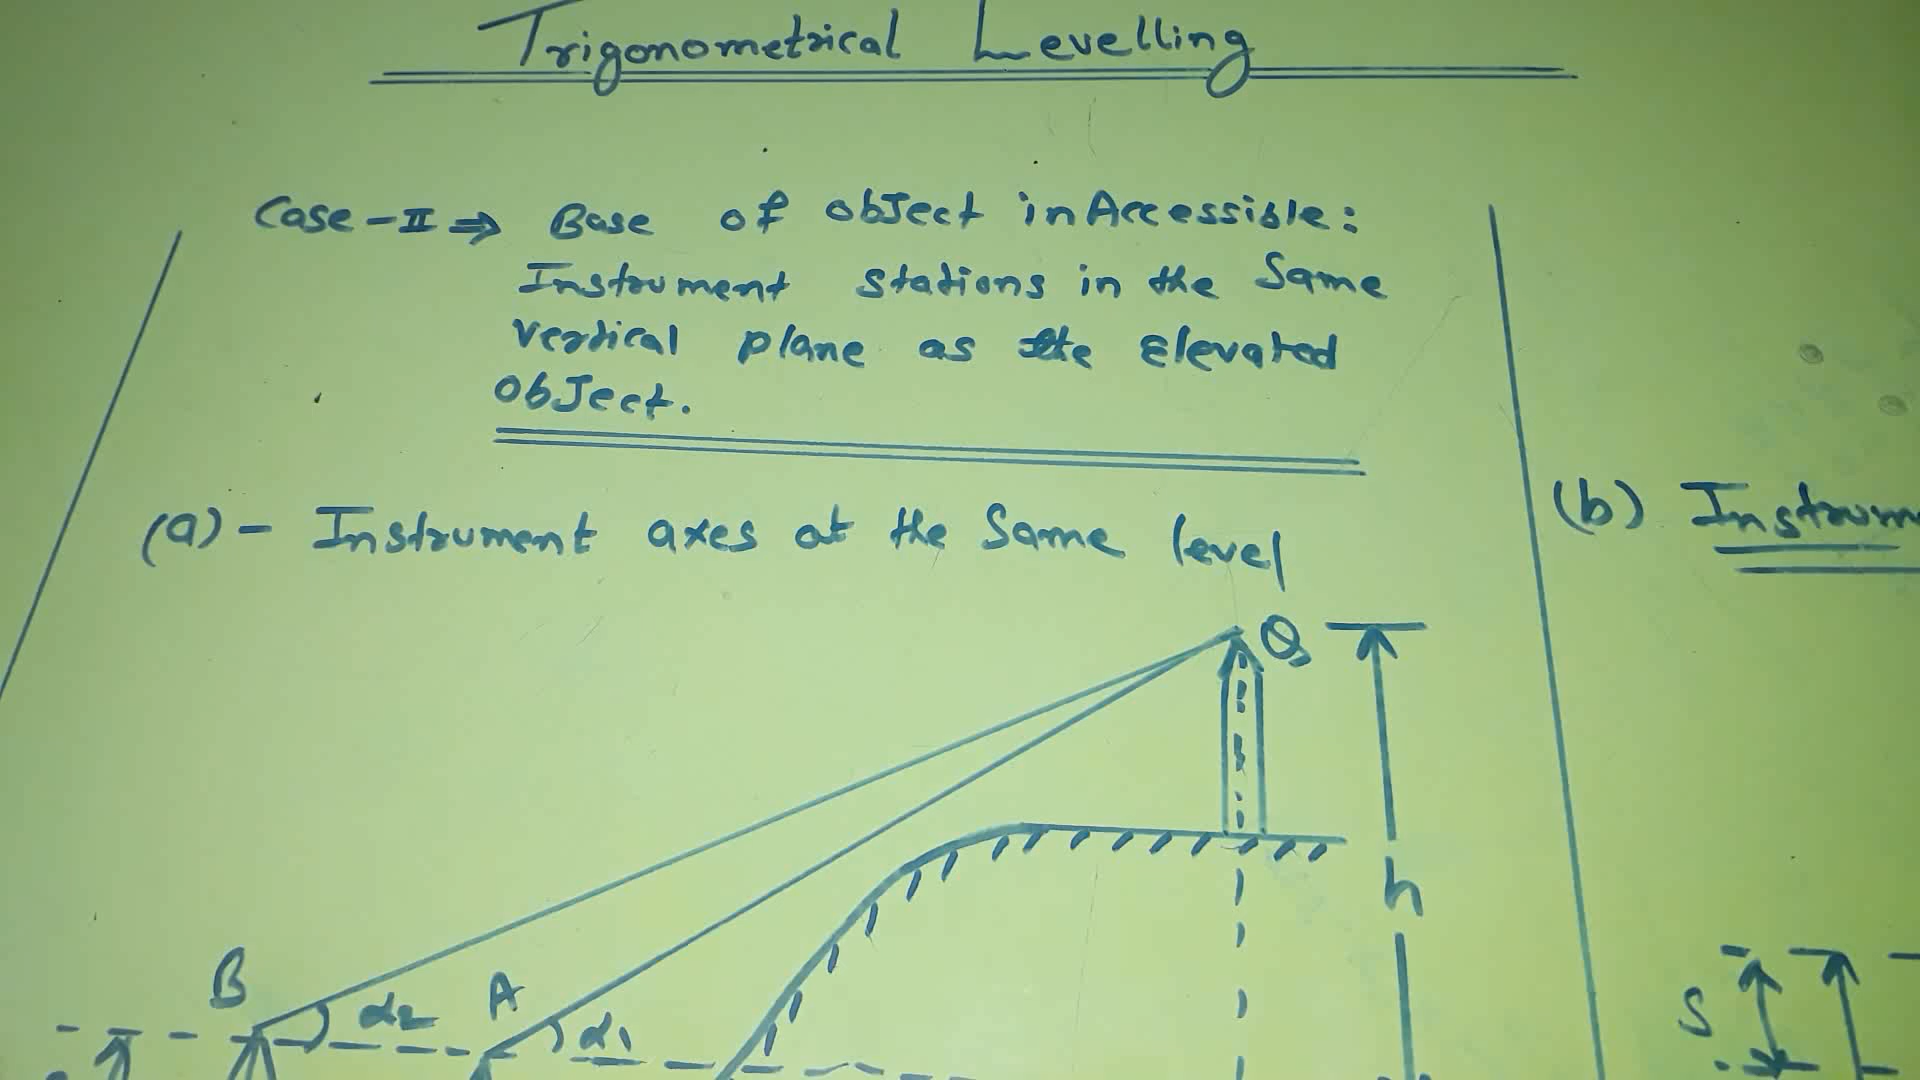 Trigonometrical Levelling
Case-II ⇒ Base of obJect inAccessible:
Instrument stations in the Same
vertical plane as the Elevated
obJect.
(a)- Instrument axes at the Same level
(b) Instrum
Q
h
B
α2
A
α1
S